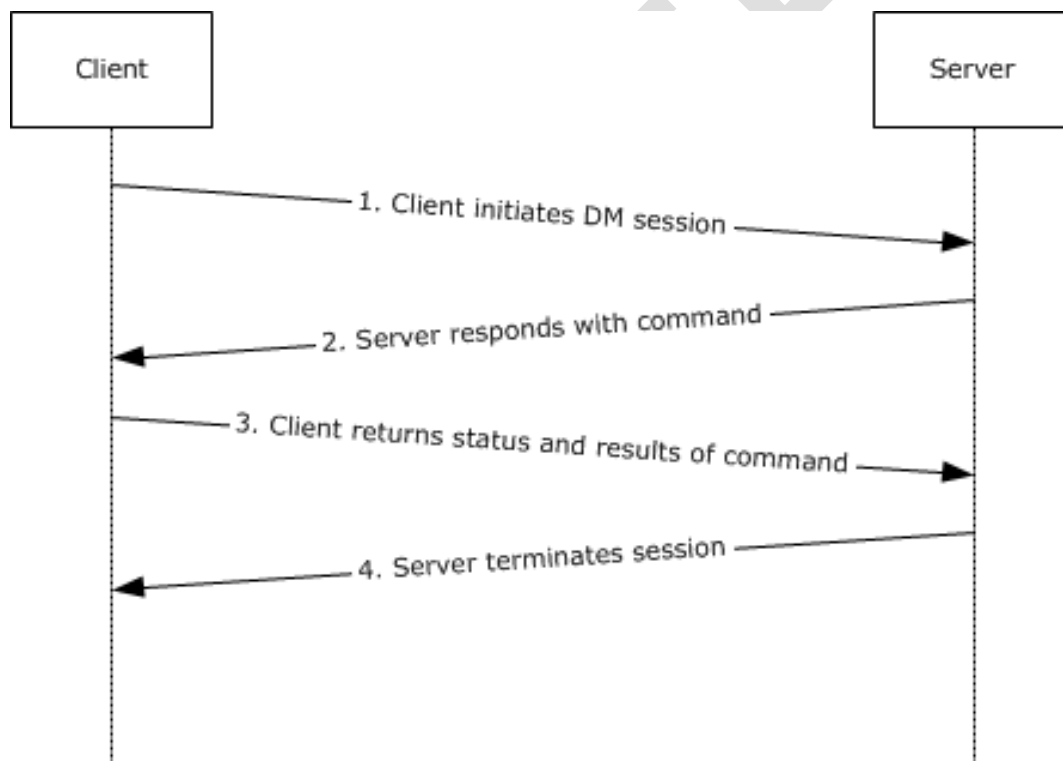 Client
Server
1. Client initiates DM session
2. Server responds with command
3. Client returns status and results of command
4. Server terminates session